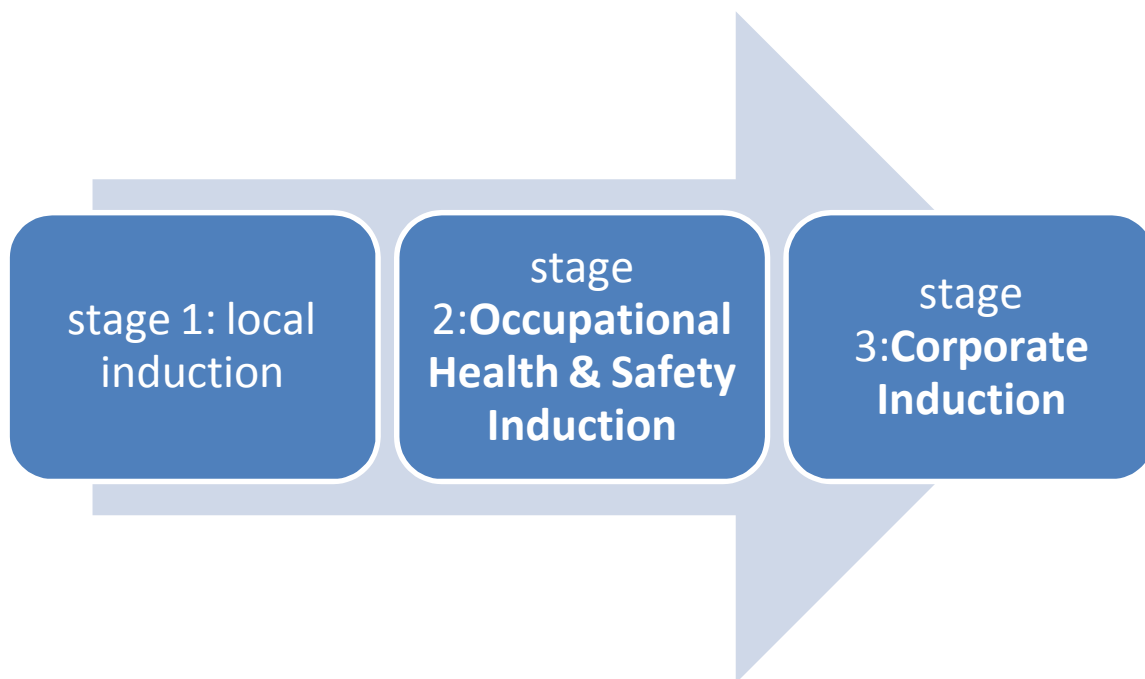 stage 1: local
induction
stage
2:Occupational
Health & Safety
Induction
stage
3:Corporate
Induction